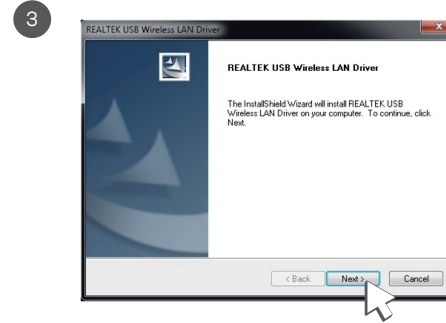 3
REALTEK USB Wireless LAN Driver
REALTEK USB Wireless LAN Driver
The InstallShield Wizard will install REALTEK USB
Wireless LAN Driver on your computer. To continue, click
Next.
< Back
Next >
Cancel